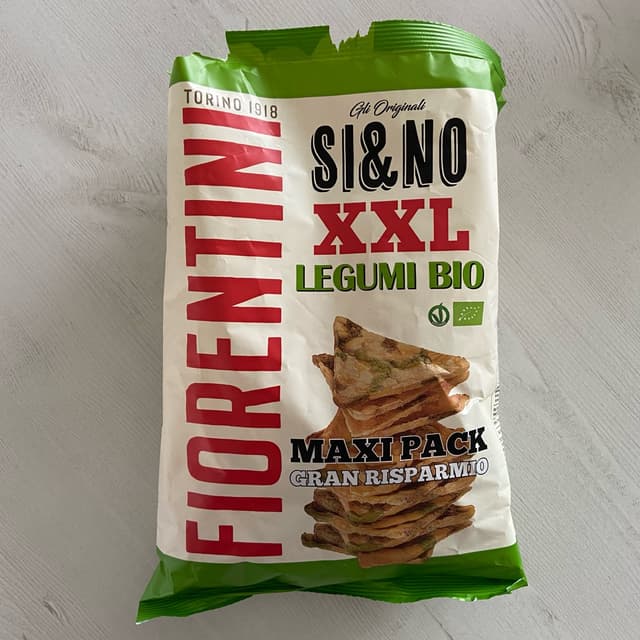 TORINO 1918
FIORENTINI
Gli Originali
SI&NO
XXL
LEGUMI BIO
MAXI PACK
GRAN RISPARMIO